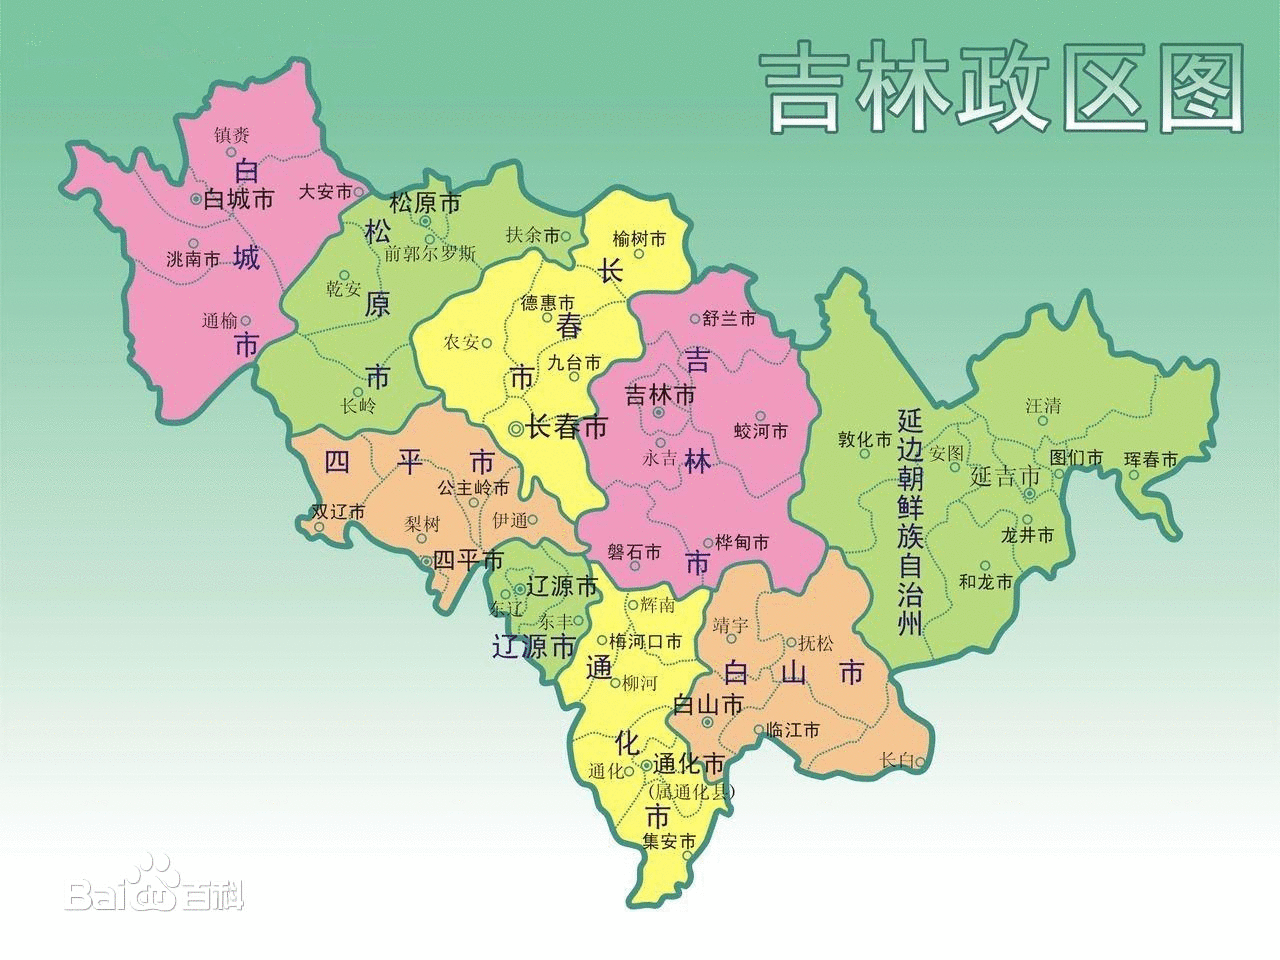 吉林政区图
镇赉
白城市
白城市
大安市
洮南市
通榆
松原市
松原市
前郭尔罗斯
扶余市
乾安
长岭
榆树市
长春市
德惠市
农安
九台市
长春市
舒兰市
吉林市
吉林市
蛟河市
永吉
磐石市
桦甸市
四平市
公主岭市
双辽市
梨树
伊通
四平市
辽源市
东辽
东丰
辽源市
辉南
梅河口市
通化市
柳河
通化
通化市
(属通化县)
集安市
靖宇
抚松
白山市
白山市
临江市
长白
延边朝鲜族自治州
敦化市
安图
汪清
延吉市
图们市
珲春市
龙井市
和龙市
Bai百科